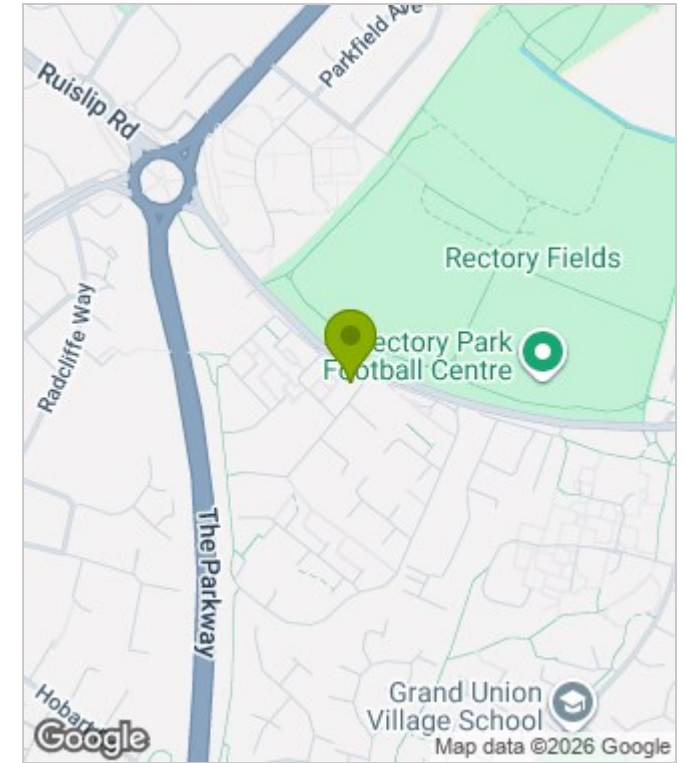 Parkfield Ave
Ruislip Rd
Rectory Fields
Radcliffe Way
ectory Park
Football Centre
The Parkway
Grand Union
Village School
Google
Map data ©2026 Google